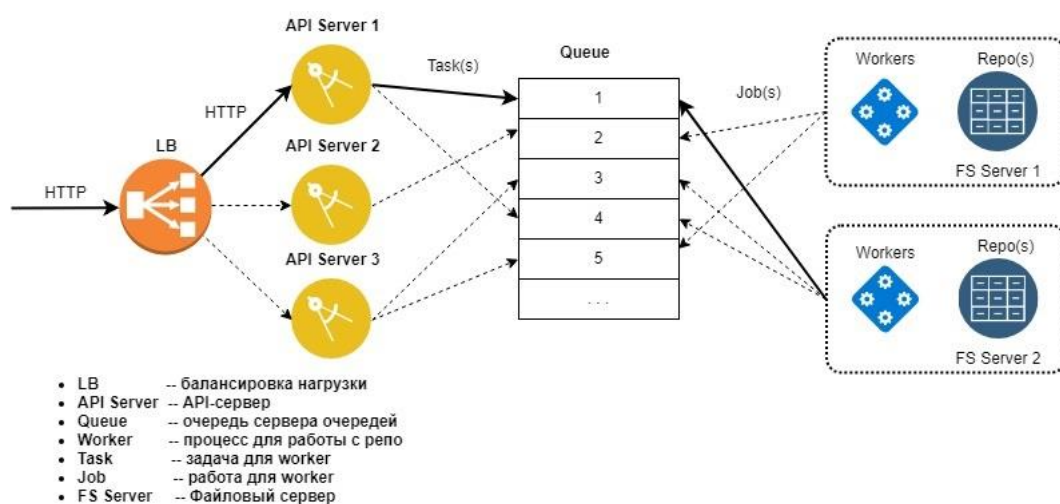 API Server 1
Task(s)
Queue
Workers
Repo(s)
HTTP
1
Job(s)
LB
API Server 2
2
FS Server 1
HTTP
3
4
API Server 3
5
Workers
Repo(s)
. . .
FS Server 2
• LB -- балансировка нагрузки
• API Server -- API-сервер
• Queue -- очередь сервера очередей
• Worker -- процесс для работы с репо
• Task -- задача для worker
• Job -- работа для worker
• FS Server -- Файловый сервер